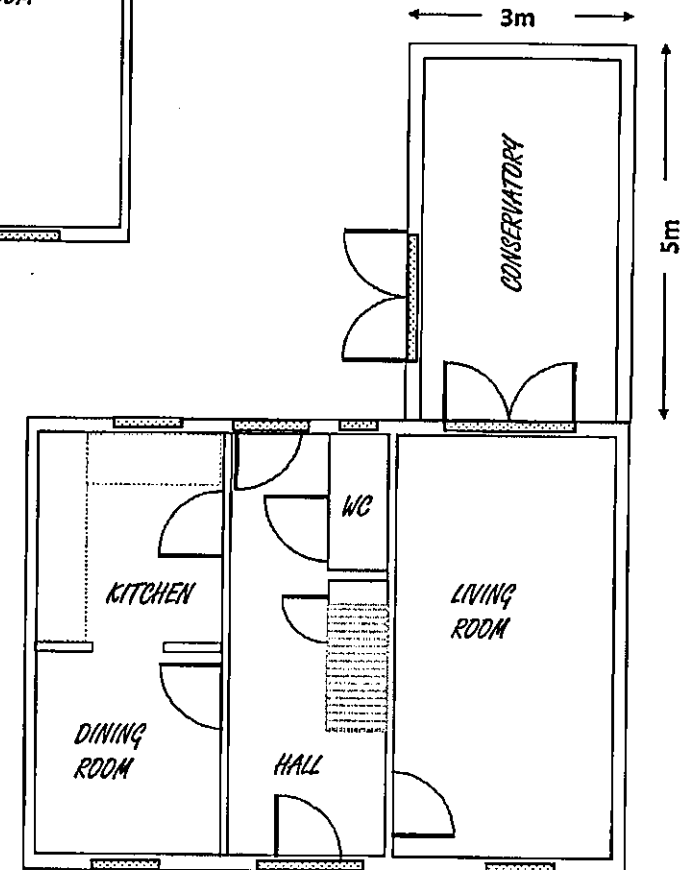 3m
CONSERVATORY
5m
WC
KITCHEN
LIVING
ROOM
DINING
ROOM
HALL